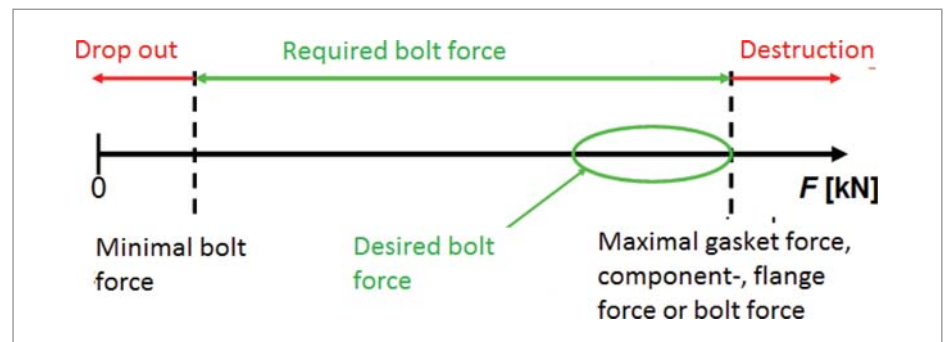 Drop out
Required bolt force
Destruction
0
F [kN]
Minimal bolt
force
Desired bolt
force
Maximal gasket force,
component-, flange
force or bolt force